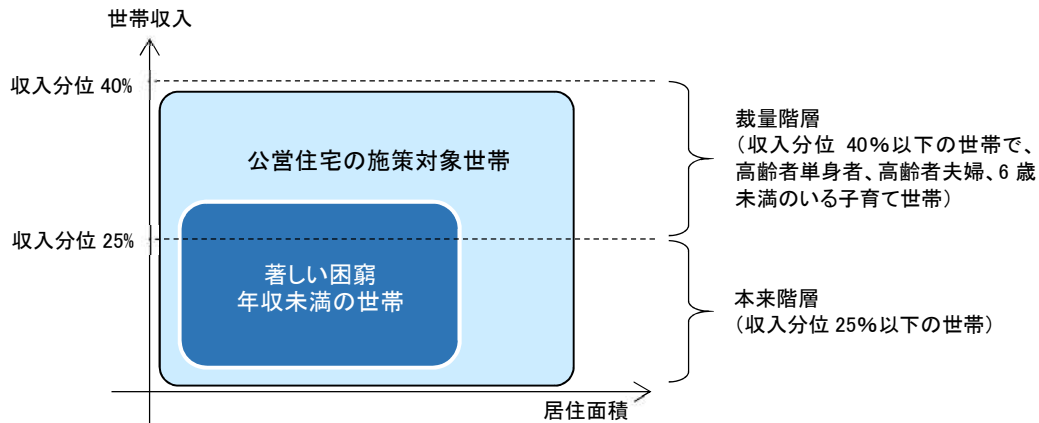 世帯収入
収入分位 40%
公営住宅の施策対象世帯
裁量階層
(収入分位 40%以下の世帯で、
高齢者単身者、高齢者夫婦、6 歳
未満のいる子育て世帯)
収入分位 25%
著しい困窮
年収未満の世帯
本来階層
(収入分位 25%以下の世帯)
居住面積